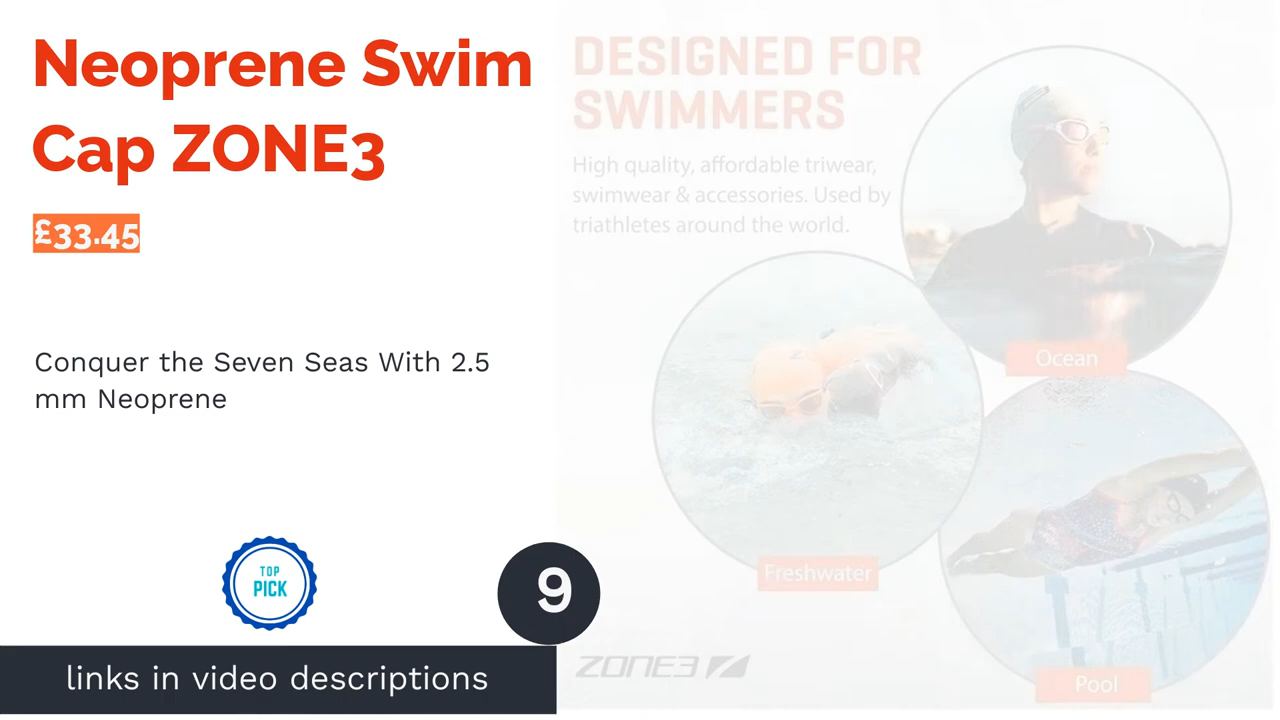 Neoprene Swim
Cap ZONE3
£33.45
Conquer the Seven Seas With 2.5
mm Neoprene
TOP
PICK
9
links in video descriptions
DESIGNED FOR
SWIMMERS
High quality, affordable triwear,
swimwear & accessories. Used by
triathletes around the world.
Ocean
Freshwater
Pool
ZONE3